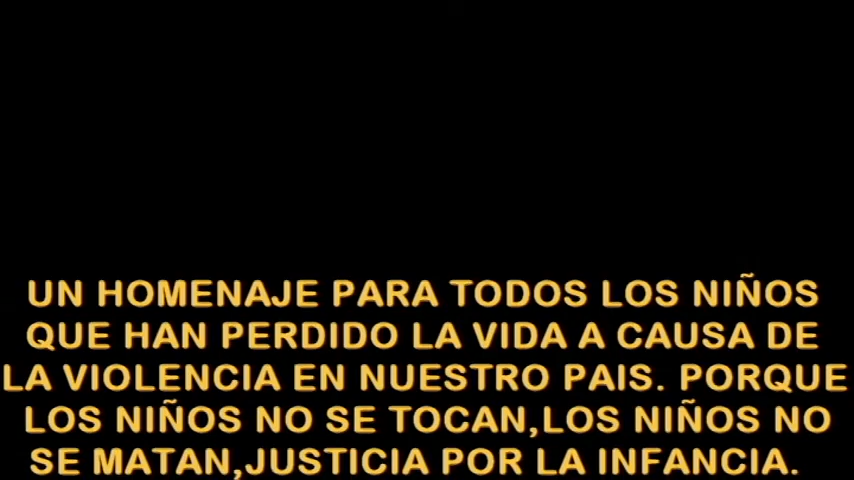 UN HOMENAJE PARA TODOS LOS NIÑOS
QUE HAN PERDIDO LA VIDA A CAUSA DE
LA VIOLENCIA EN NUESTRO PAIS. PORQUE
LOS NIÑOS NO SE TOCAN,LOS NIÑOS NO
SE MATAN,JUSTICIA POR LA INFANCIA.